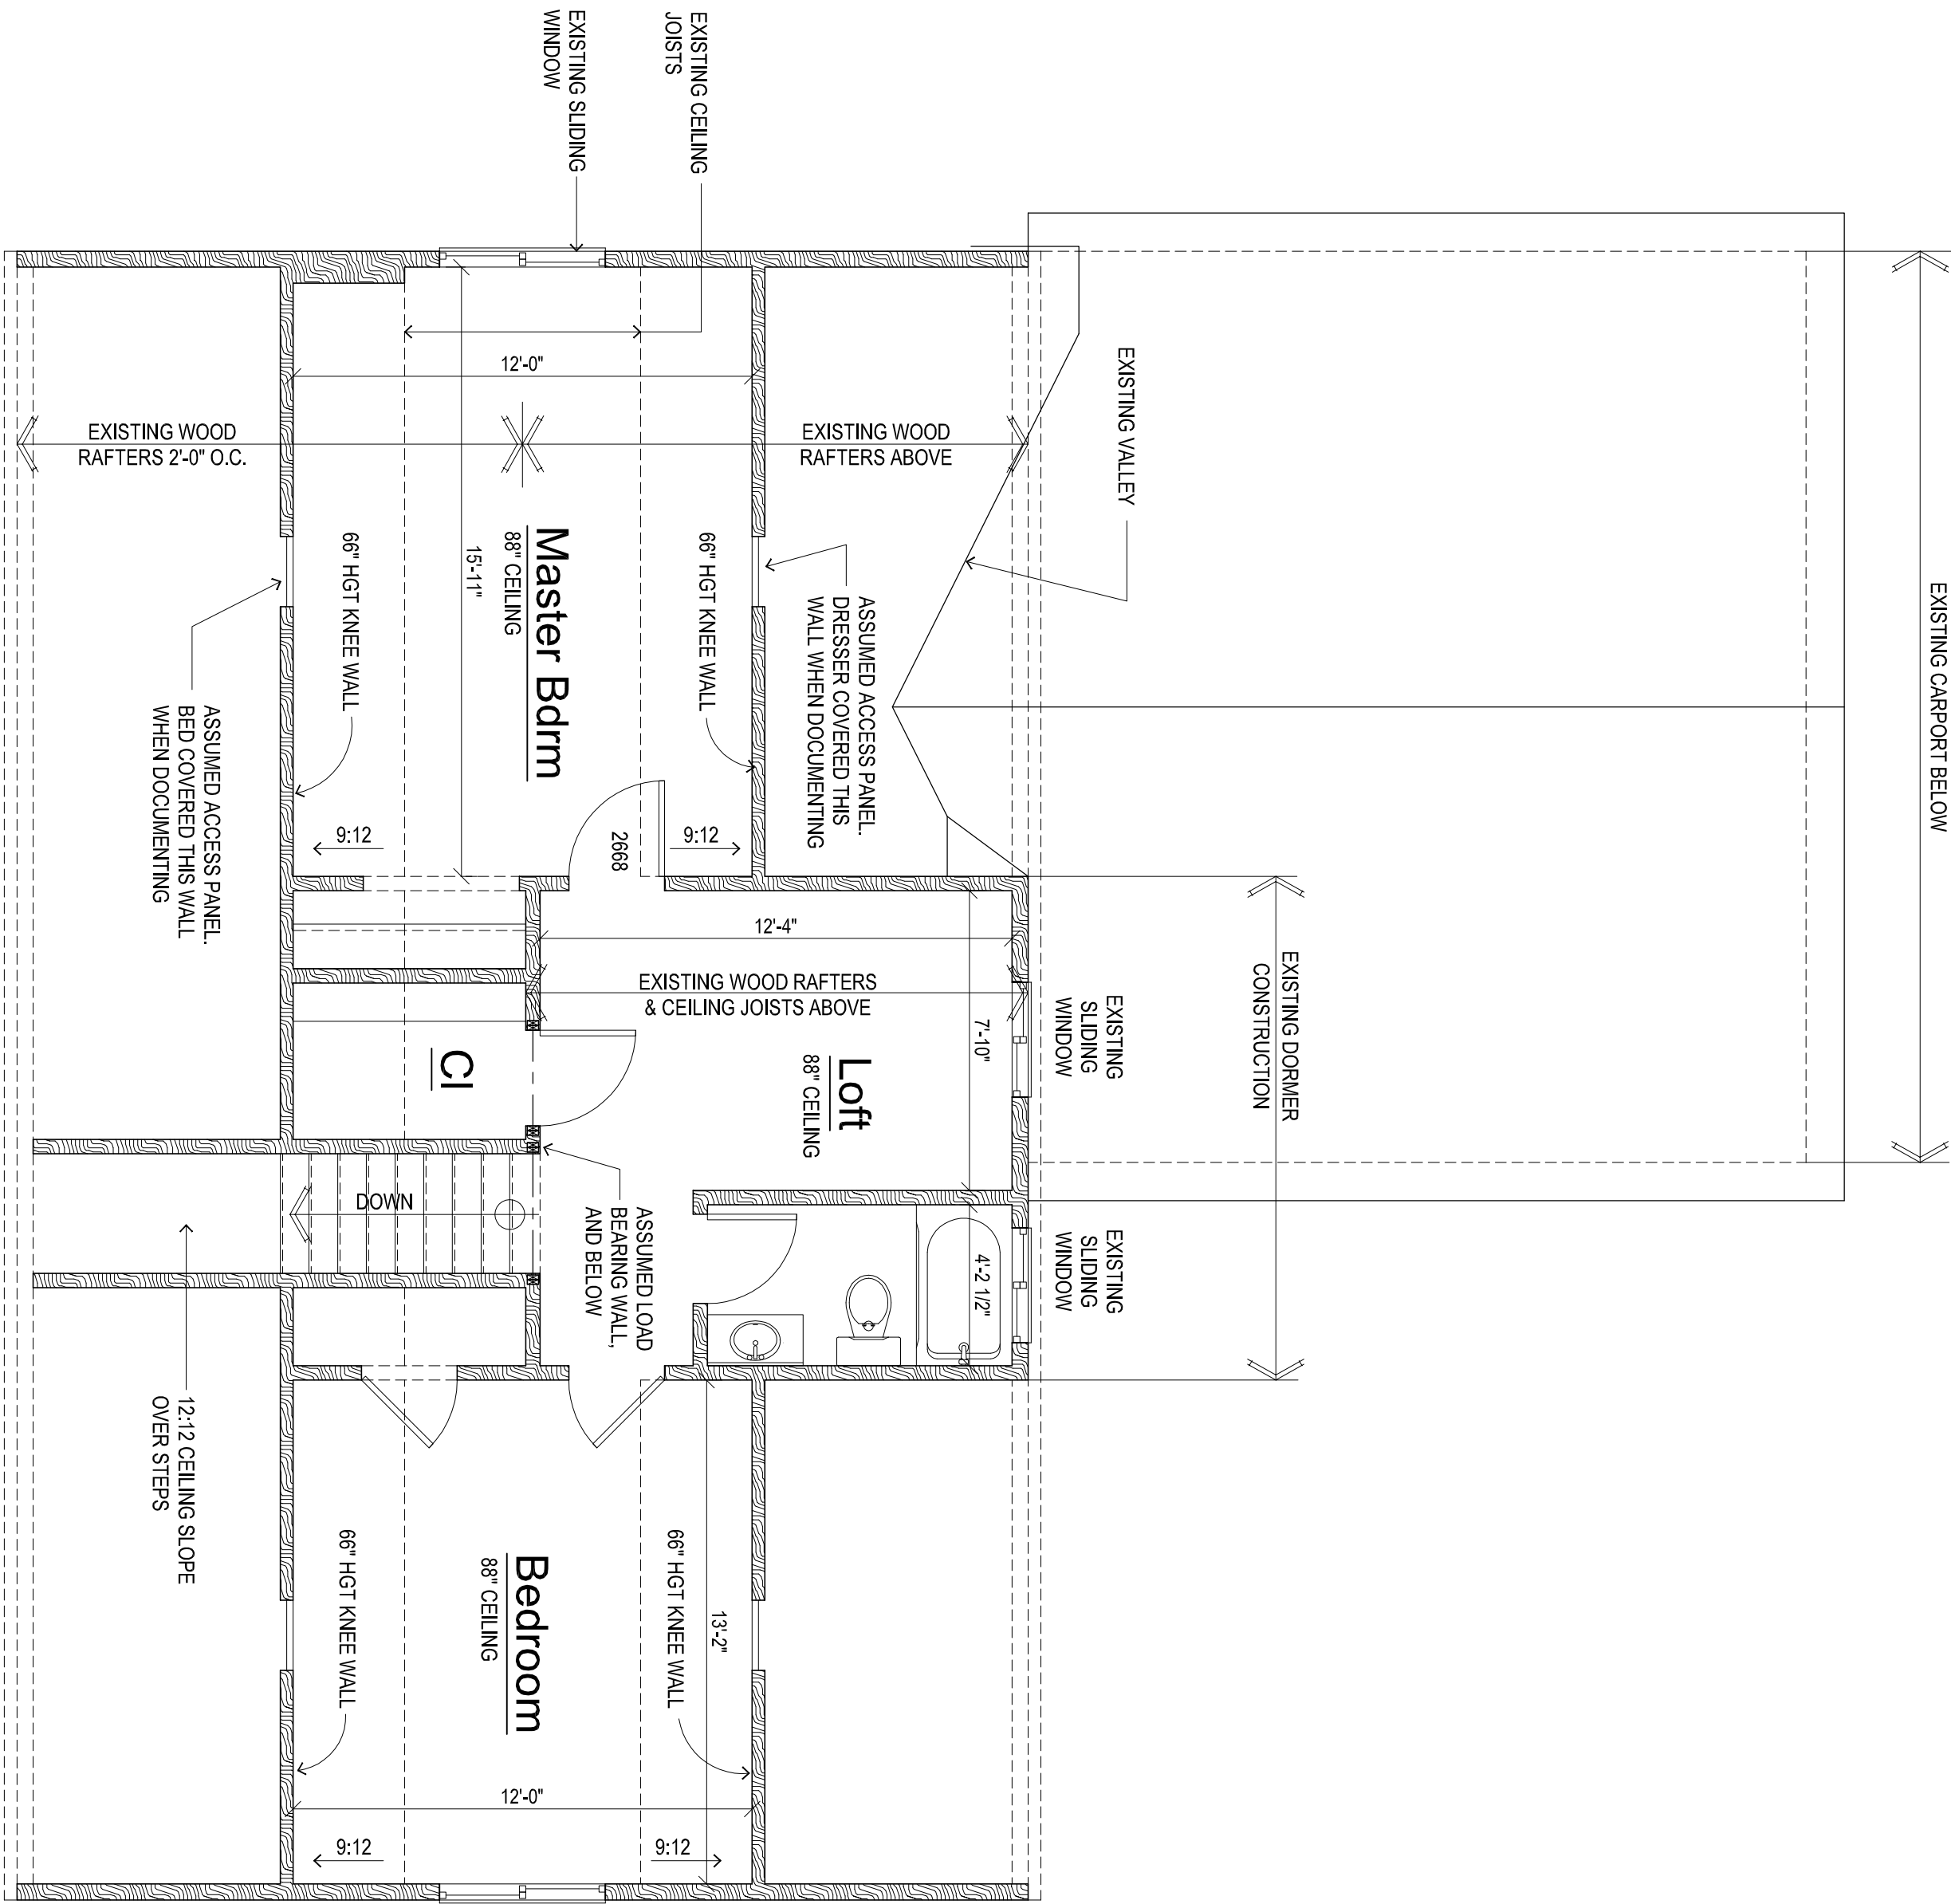 EXISTING SLIDING
WINDOW
EXISTING CEILING
JOISTS
EXISTING CARPORT BELOW
EXISTING VALLEY
12'-0"
EXISTING WOOD
RAFTERS 2'-0" O.C.
EXISTING WOOD
RAFTERS ABOVE
Master Bdrm
88" CEILING
15'-11"
66" HGT KNEE WALL
66" HGT KNEE WALL
ASSUMED ACCESS PANEL.
DRESSER COVERED THIS
WALL WHEN DOCUMENTING
ASSUMED ACCESS PANEL.
BED COVERED THIS WALL
WHEN DOCUMENTING
9:12
2668
9:12
12'-4"
EXISTING WOOD RAFTERS
& CEILING JOISTS ABOVE
7'-10"
EXISTING
SLIDING
WINDOW
EXISTING DORMER
CONSTRUCTION
Cl
Loft
88" CEILING
DOWN
ASSUMED LOAD
BEARING WALL,
AND BELOW
4'-2 1/2"
EXISTING
SLIDING
WINDOW
12:12 CEILING SLOPE
OVER STEPS
66" HGT KNEE WALL
Bedroom
88" CEILING
66" HGT KNEE WALL
13'-2"
12'-0"
9:12
9:12